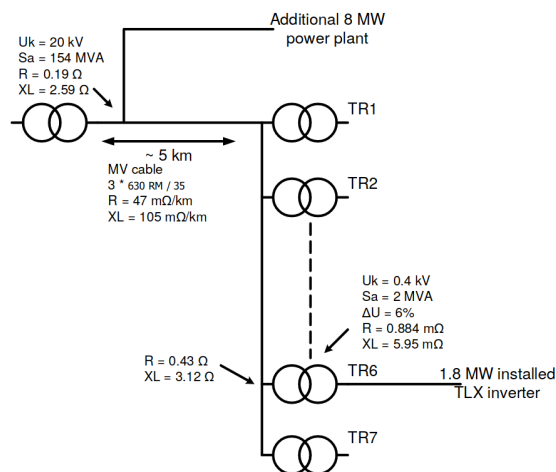 Additional 8 MW
power plant
Uk = 20 kV
Sa = 154 MVA
R = 0.19 Ω
XL = 2.59 Ω
TR1
~ 5 km
MV cable
3 * 630 RM / 35
R = 47 mΩ/km
XL = 105 mΩ/km
TR2
Uk = 0.4 kV
Sa = 2 MVA
ΔU = 6%
R = 0.884 mΩ
XL = 5.95 mΩ
R = 0.43 Ω
XL = 3.12 Ω
TR6
1.8 MW installed
TLX inverter
TR7